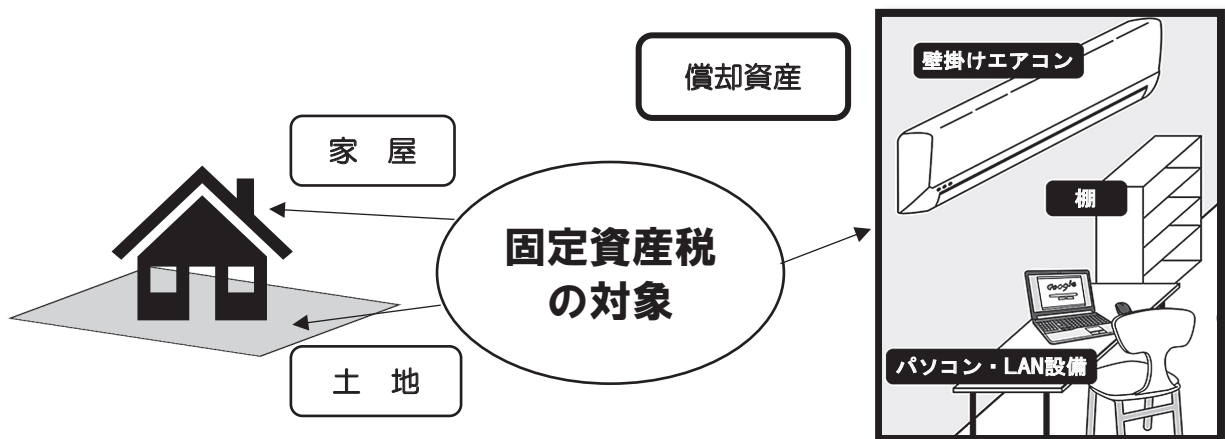 償却資産
壁掛けエアコン
家 屋
棚
固定資産税
の対象
Google
パソコン・LAN設備
土 地